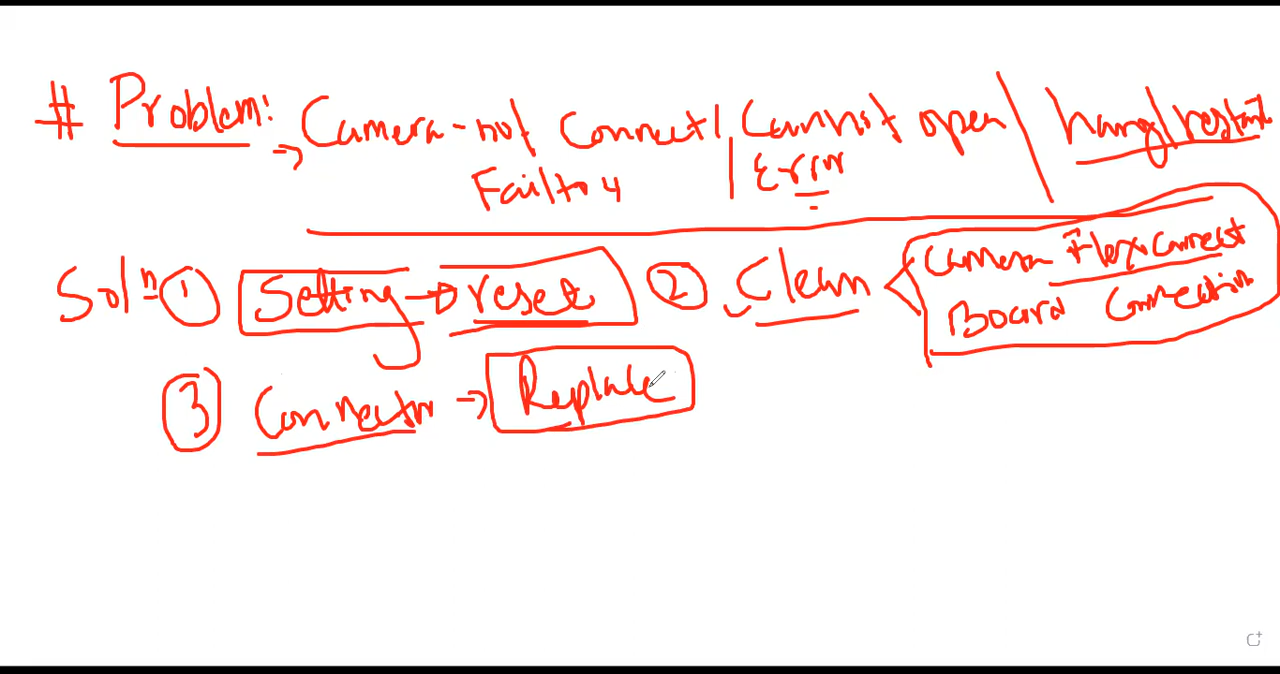 # Problem: → Camera-not Connect / Cannot open / hang/restart
Fail to 4 | Error
Solⁿ ① Setting → reset ② Clean < Camera Flex Connect
Board Connection
③ Connector → Replace